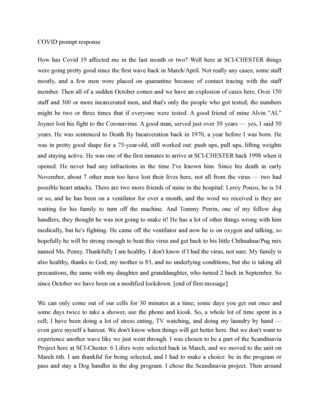 COVID prompt response
How has Covid 19 affected me in the last month or two? Well here at SCI-CHESTER things
were going pretty good since the first wave back in March/April. Not really any cases; some staff
mostly, and a few men were placed on quarantine because of contact tracing with the staff
member. Then all of a sudden October comes and we have an explosion of cases here. Over 150
staff and 300 or more incarcerated men, and that's only the people who got tested; the numbers
might be two or three times that if everyone were tested. A good friend of mine Alvin "AL"
Joyner lost his fight to the Coronavirus. A good man, served just over 50 years — yes, I said 50
years. He was sentenced to Death By Incarceration back in 1970, a year before I was born. He
was in pretty good shape for a 75-year-old, still worked out: push ups, pull ups, lifting weights
and staying active. He was one of the first inmates to arrive at SCI-CHESTER back 1998 when it
opened. He never had any infractions in the time I've known him. Since his death in early
November, about 7 other men too have lost their lives here, not all from the virus — two had
possible heart attacks. There are two more friends of mine in the hospital: Leroy Ponzo, he is 54
or so, and he has been on a ventilator for over a month, and the word we received is they are
waiting for his family to turn off the machine. And Tommy Perrin, one of my fellow dog
handlers, they thought he was not going to make it! He has a lot of other things wrong with him
medically, but he's fighting. He came off the ventilator and now he is on oxygen and talking, so
hopefully he will be strong enough to beat this virus and get back to his little Chihuahua/Pug mix
named Ms. Penny. Thankfully I am healthy. I don't know if I had the virus, not sure. My family is
also healthy, thanks to God; my mother is 83, and no underlying conditions, but she is taking all
precautions, the same with my daughter and granddaughter, who turned 2 back in September. So
since October we have been on a modified lockdown. [end of first message]
We can only come out of our cells for 30 minutes at a time; some days you get out once and
some days twice to take a shower, use the phone and kiosk. So, a whole lot of time spent in a
cell; I have been doing a lot of stress eating, TV watching, and doing my laundry by hand —
even gave myself a haircut. We don't know when things will get better here. But we don't want to
experience another wave like we just went through. I was chosen to be a part of the Scandinavia
Project here at SCI-Chester. 6 Lifers were selected back in March, and we moved to the unit on
March 6th. I am thankful for being selected, and I had to make a choice: be in the program or
pass and stay a Dog handler in the dog program. I chose the Scandinavia project. Then around